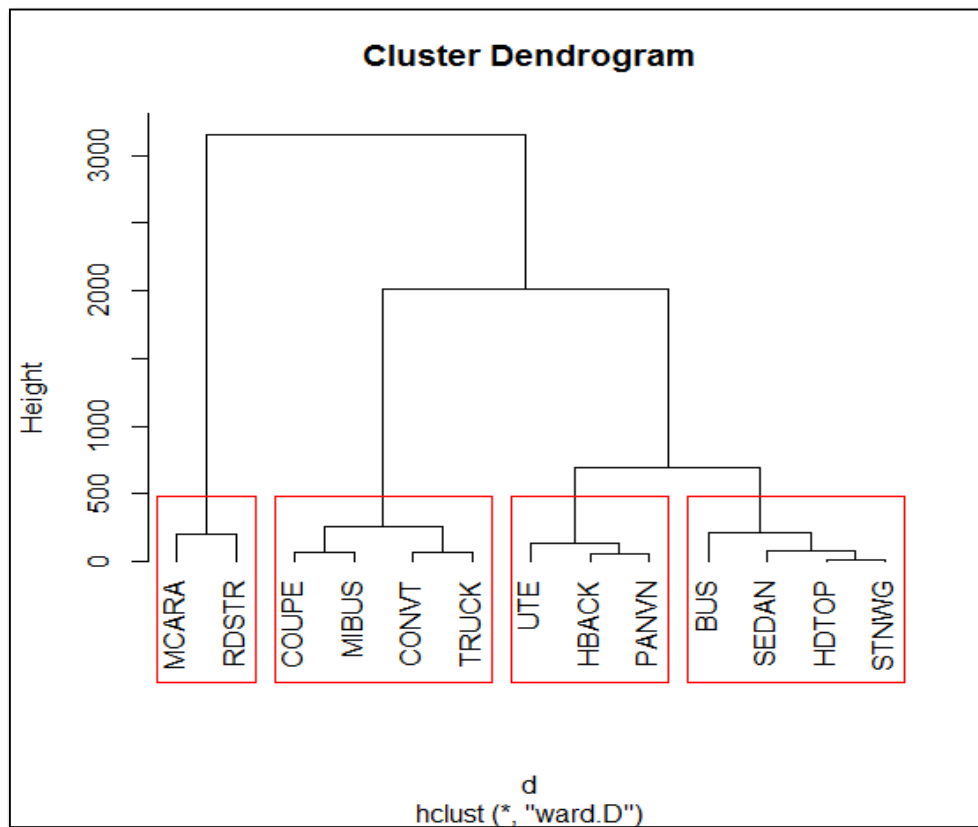 Cluster Dendrogram
3000
2000
1000
500
0
Height
MCARA
RDSTR
COUPE
MIBUS
CONVT
TRUCK
UTE
HBACK
PANVN
BUS
SEDAN
HDTOP
STNWG
d
hclust (*, "ward.D")